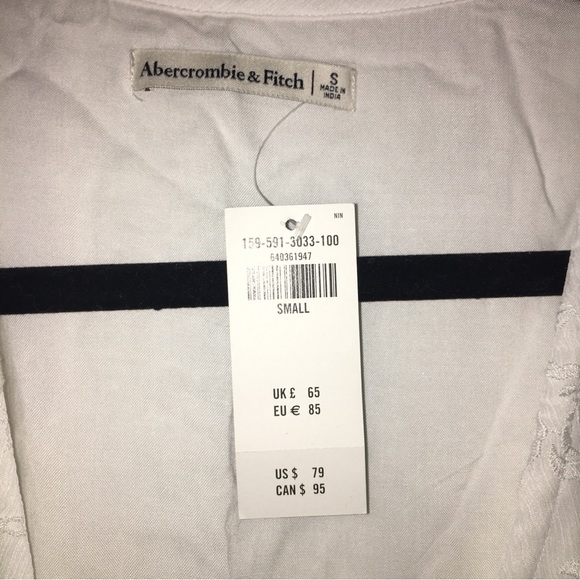 Abercrombie & Fitch | S
MADE IN
INDIA
NIN
159-591-3033-100
640361947
SMALL
UK £ 65
EU € 85
US $ 79
CAN $ 95